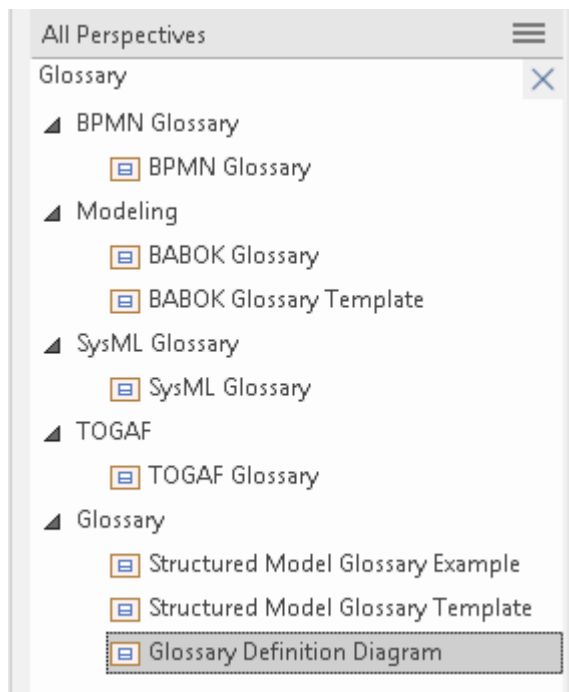 All Perspectives
Glossary
BPMN Glossary
BPMN Glossary
Modeling
BABOK Glossary
BABOK Glossary Template
SysML Glossary
SysML Glossary
TOGAF
TOGAF Glossary
Glossary
Structured Model Glossary Example
Structured Model Glossary Template
Glossary Definition Diagram